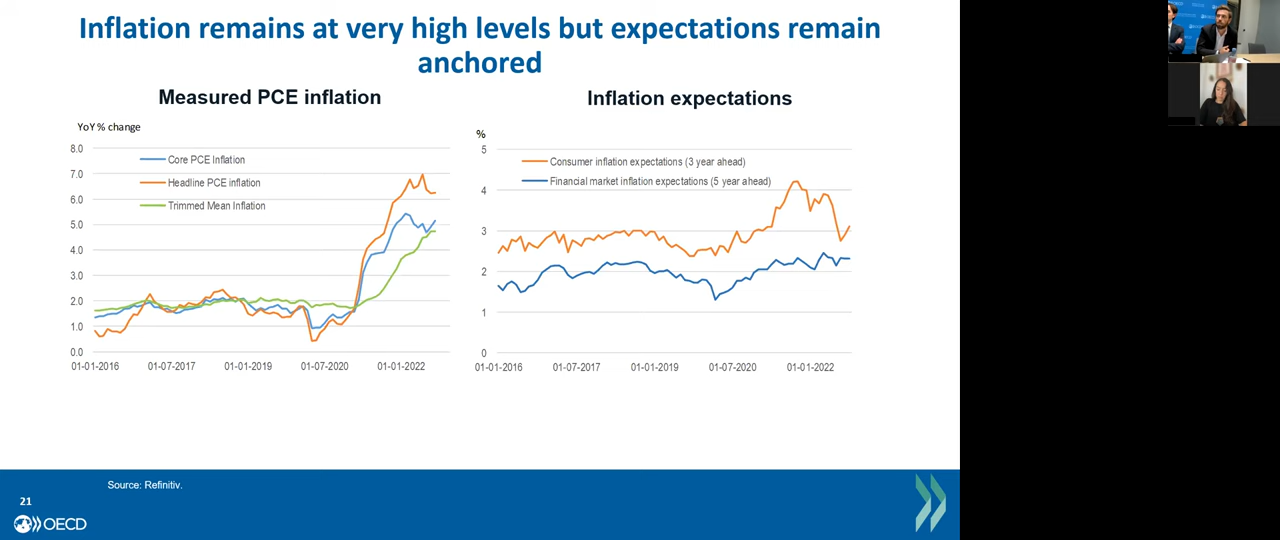 Inflation remains at very high levels but expectations remain
anchored
Measured PCE inflation
YoY % change
8.0
7.0
6.0
5.0
4.0
3.0
2.0
1.0
0.0
Core PCE Inflation
Headline PCE inflation
Trimmed Mean Inflation
01-01-2016
01-07-2017
01-01-2019
01-07-2020
01-01-2022
Inflation expectations
%
5
4
3
2
1
0
Consumer inflation expectations (3 year ahead)
Financial market inflation expectations (5 year ahead)
01-01-2016
01-07-2017
01-01-2019
01-07-2020
01-01-2022
Source: Refinitiv.
21
OECD